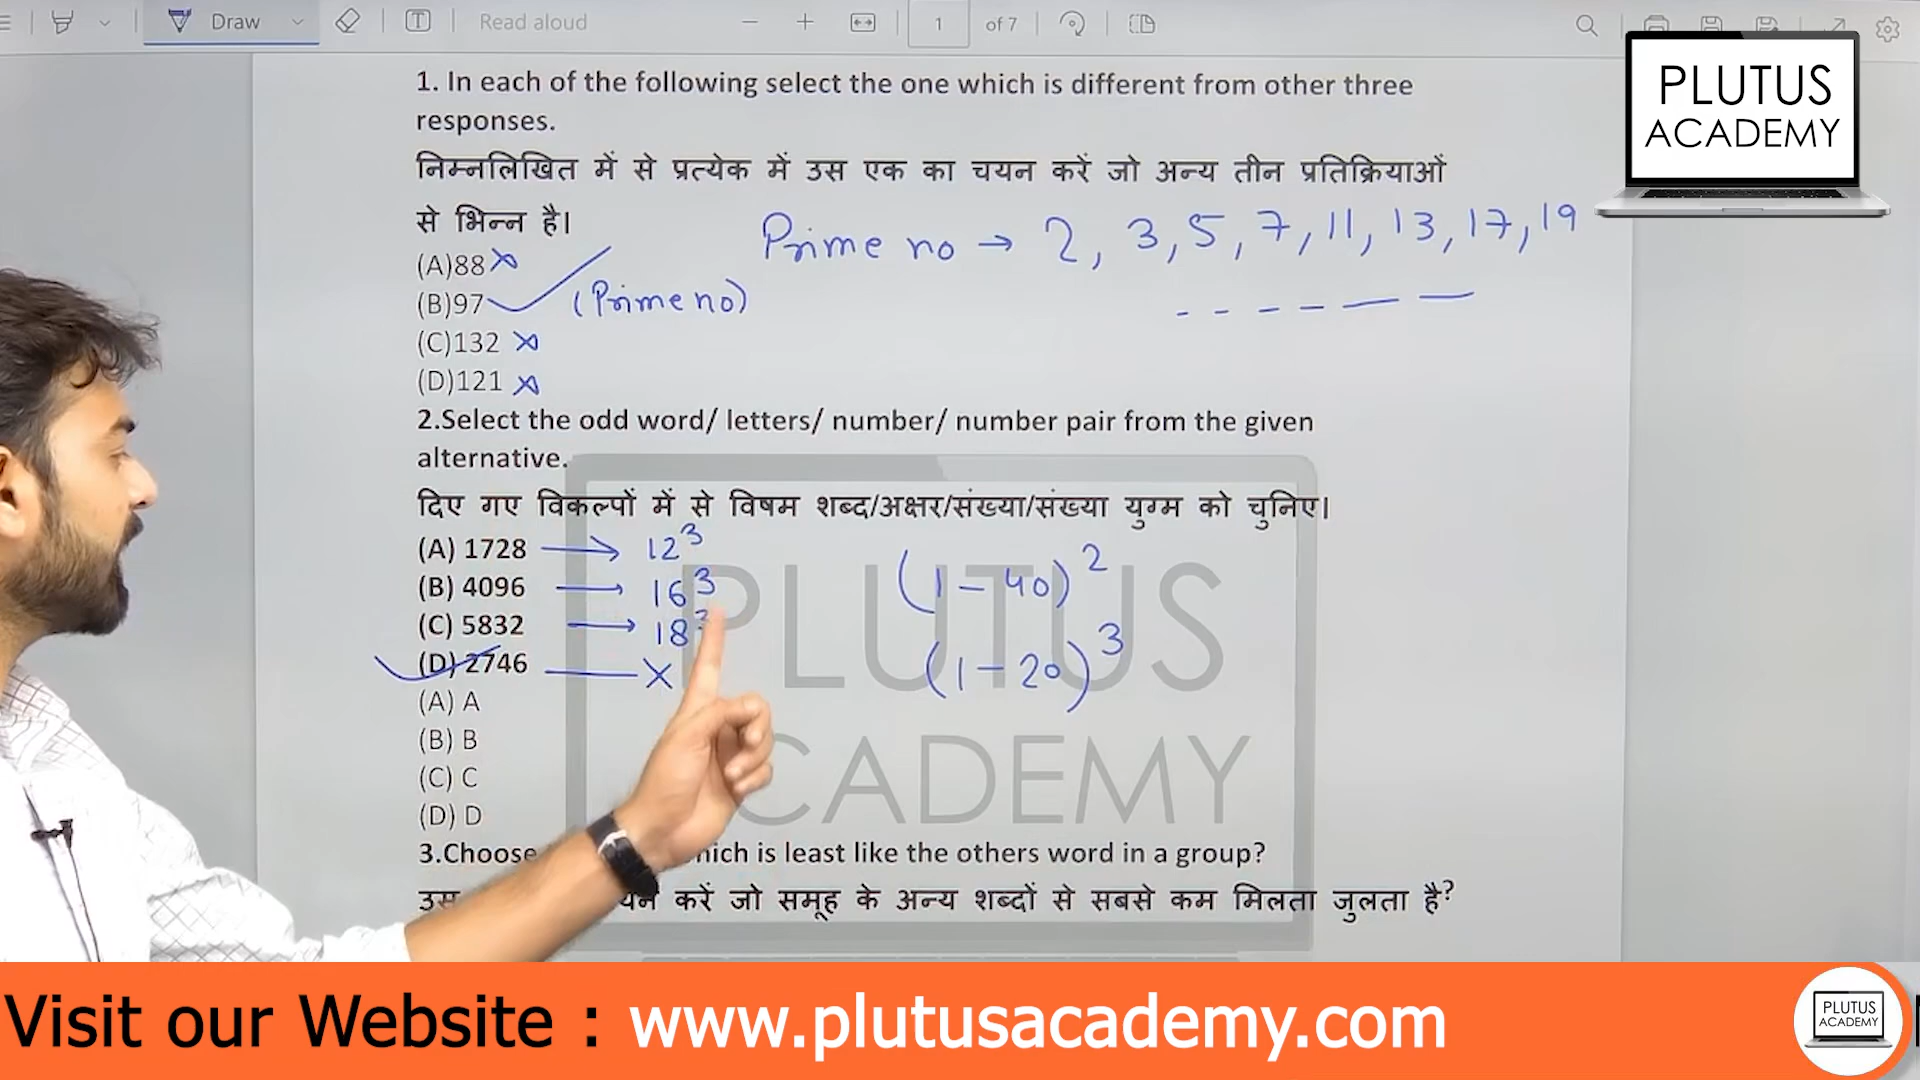 Draw
Read aloud
1
of 7
PLUTUS
ACADEMY
1. In each of the following select the one which is different from other three
responses.
निम्नलिखित में से प्रत्येक में उस एक का चयन करें जो अन्य तीन प्रतिक्रियाओं
से भिन्न है।
Prime no → 2, 3, 5, 7, 11, 13, 17, 19
(A)88 ×
(B)97 ✓ (Prime no)
(C)132 ×
(D)121 ×
2.Select the odd word/ letters/ number/ number pair from the given
alternative.
दिए गए विकल्पों में से विषम शब्द/अक्षर/संख्या/संख्या युग्म को चुनिए।
(A) 1728 → 12³
(B) 4096 → 16³
(C) 5832 → 18
(D) 2746 — ×
(1 – 40)²
(1 – 20)³
(A) A
(B) B
(C) C
(D) D
PLUTUS
ACADEMY
3.Choose which is least like the others word in a group?
उस करें जो समूह के अन्य शब्दों से सबसे कम मिलता जुलता है?
Visit our Website : www.plutusacademy.com
PLUTUS
ACADEMY